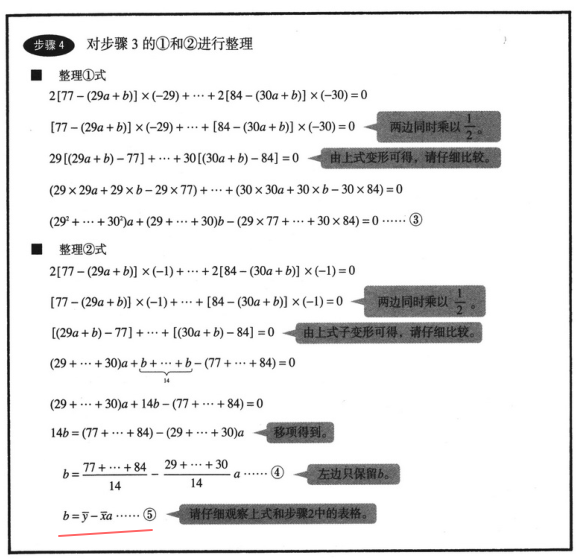 步骤 4 对步骤 3 的①和②进行整理
■ 整理①式
2[77 − (29a + b)] × (−29) + ··· + 2[84 − (30a + b)] × (−30) = 0
[77 − (29a + b)] × (−29) + ··· + [84 − (30a + b)] × (−30) = 0 两边同时乘以 1/2 。
29[(29a + b) − 77] + ··· + 30[(30a + b) − 84] = 0 由上式变形可得，请仔细比较。
(29 × 29a + 29 × b − 29 × 77) + ··· + (30 × 30a + 30 × b − 30 × 84) = 0
(29² + ··· + 30²)a + (29 + ··· + 30)b − (29 × 77 + ··· + 30 × 84) = 0 ······ ③
■ 整理②式
2[77 − (29a + b)] × (−1) + ··· + 2[84 − (30a + b)] × (−1) = 0
[77 − (29a + b)] × (−1) + ··· + [84 − (30a + b)] × (−1) = 0 两边同时乘以 1/2 。
[(29a + b) − 77] + ··· + [(30a + b) − 84] = 0 由上式子变形可得，请仔细比较。
(29 + ··· + 30)a + b + ··· + b − (77 + ··· + 84) = 0
14
(29 + ··· + 30)a + 14b − (77 + ··· + 84) = 0
14b = (77 + ··· + 84) − (29 + ··· + 30)a 移项得到。
b = (77 + ··· + 84)/14 − (29 + ··· + 30)/14 a ······ ④ 左边只保留b。
b = y̅ − x̅a ······ ⑤ 请仔细观察上式和步骤2中的表格。